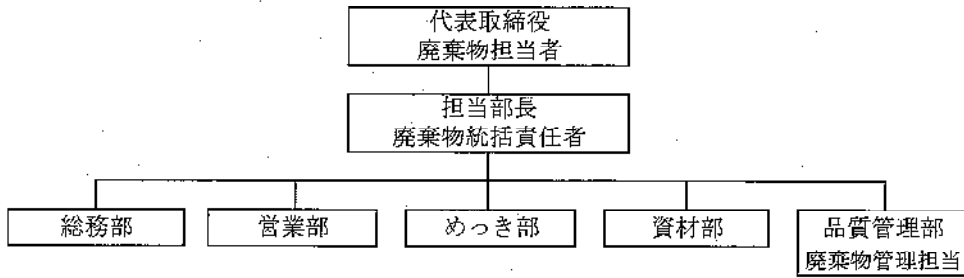 代表取締役
廃棄物担当者
担当部長
廃棄物統括責任者
総務部
営業部
めっき部
資材部
品質管理部
廃棄物管理担当